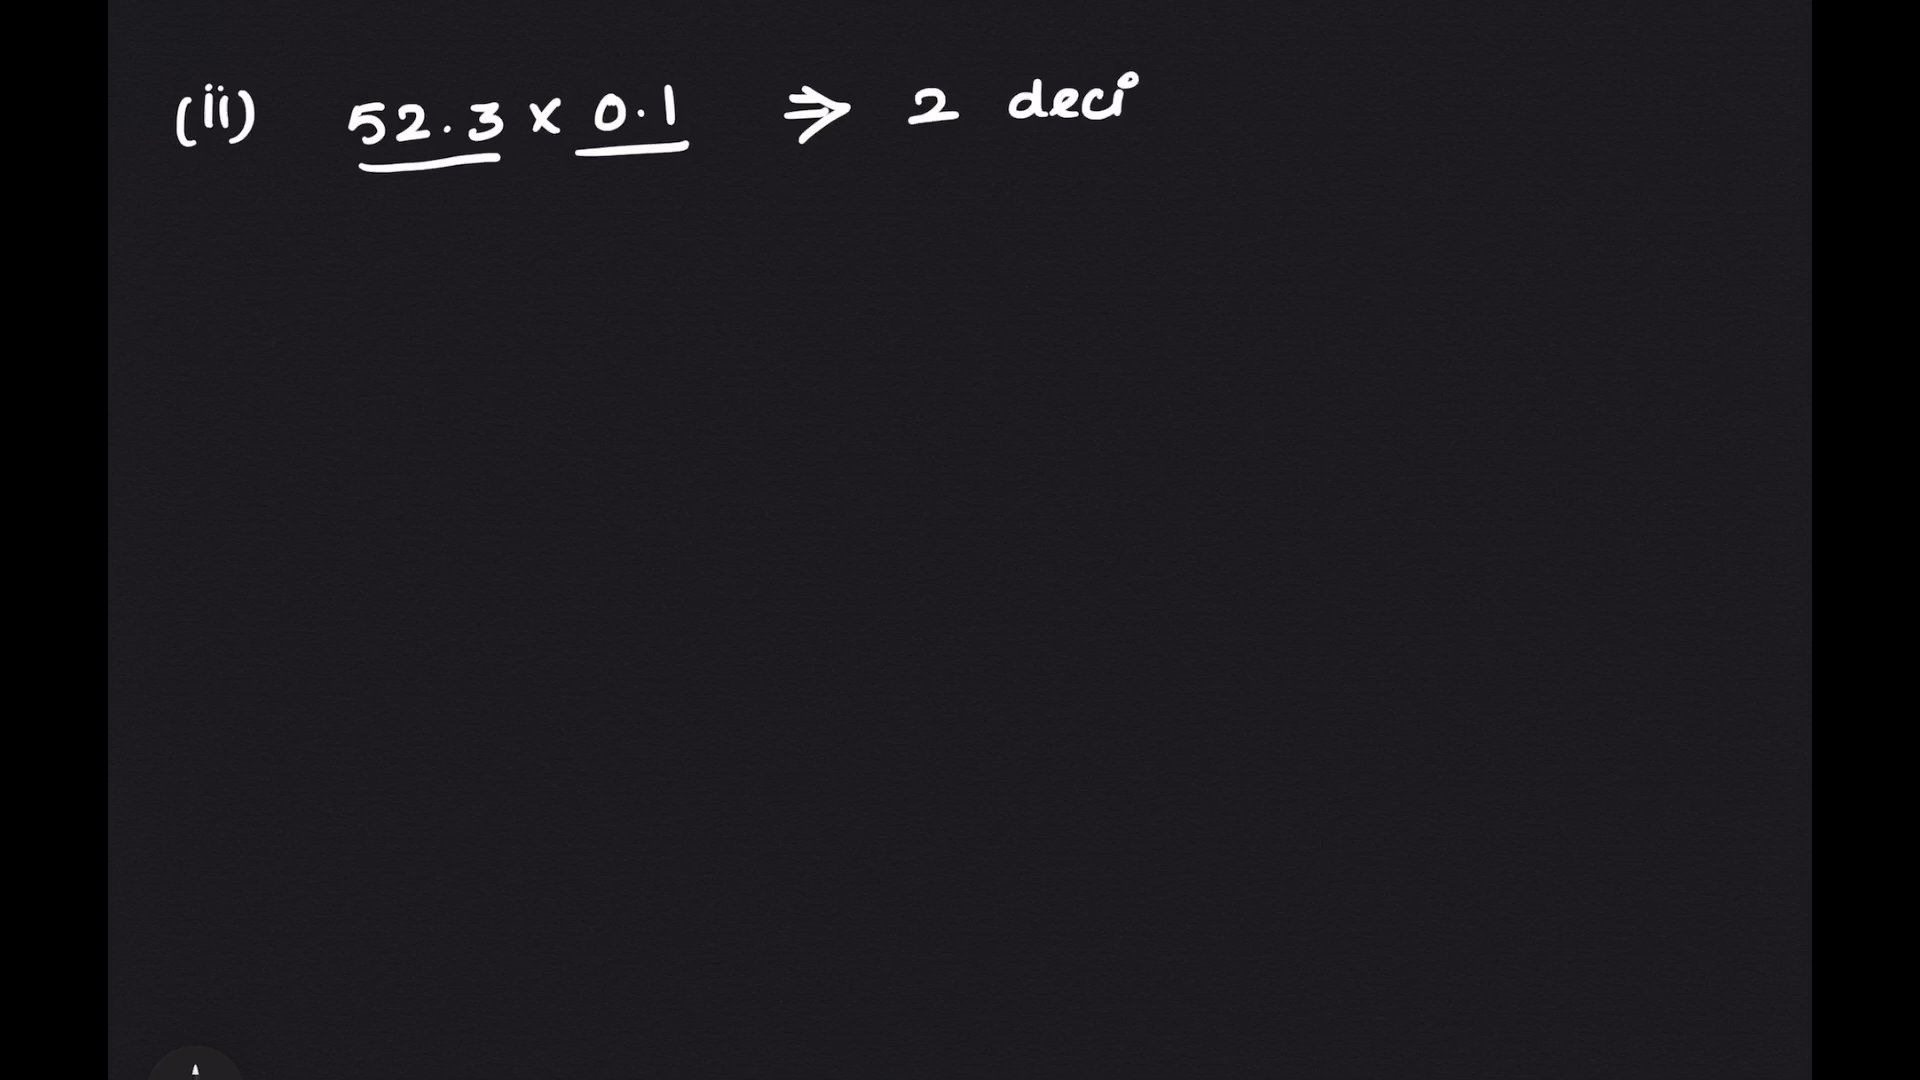 (ii) 52.3 × 0.1 ⇒ 2 deci